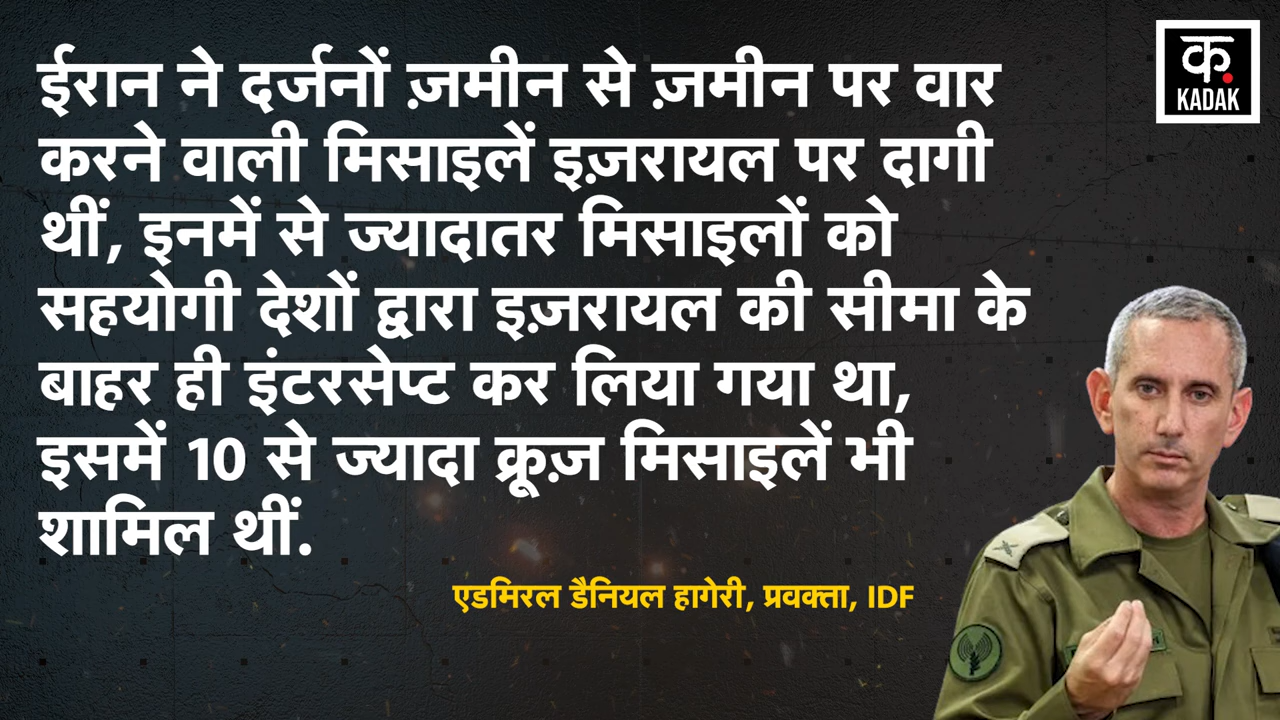 क
KADAK
ईरान ने दर्जनों ज़मीन से ज़मीन पर वार
करने वाली मिसाइलें इज़रायल पर दागी
थीं, इनमें से ज्यादातर मिसाइलों को
सहयोगी देशों द्वारा इज़रायल की सीमा के
बाहर ही इंटरसेप्ट कर लिया गया था,
इसमें 10 से ज्यादा क्रूज़ मिसाइलें भी
शामिल थीं.
एडमिरल डैनियल हागेरी, प्रवक्ता, IDF